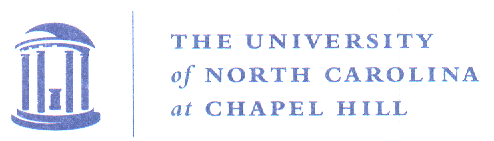 THE UNIVERSITY
of NORTH CAROLINA
at CHAPEL HILL